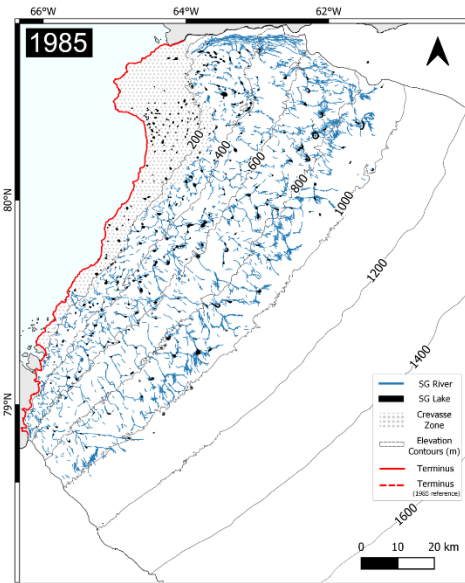 66°W 64°W 62°W
1985
80°N
79°N
200
400
600
800
1000
1200
1400
1600
SG River
SG Lake
Crevasse
Zone
Elevation
Contours (m)
Terminus
Terminus
(1985 reference)
0 10 20 km